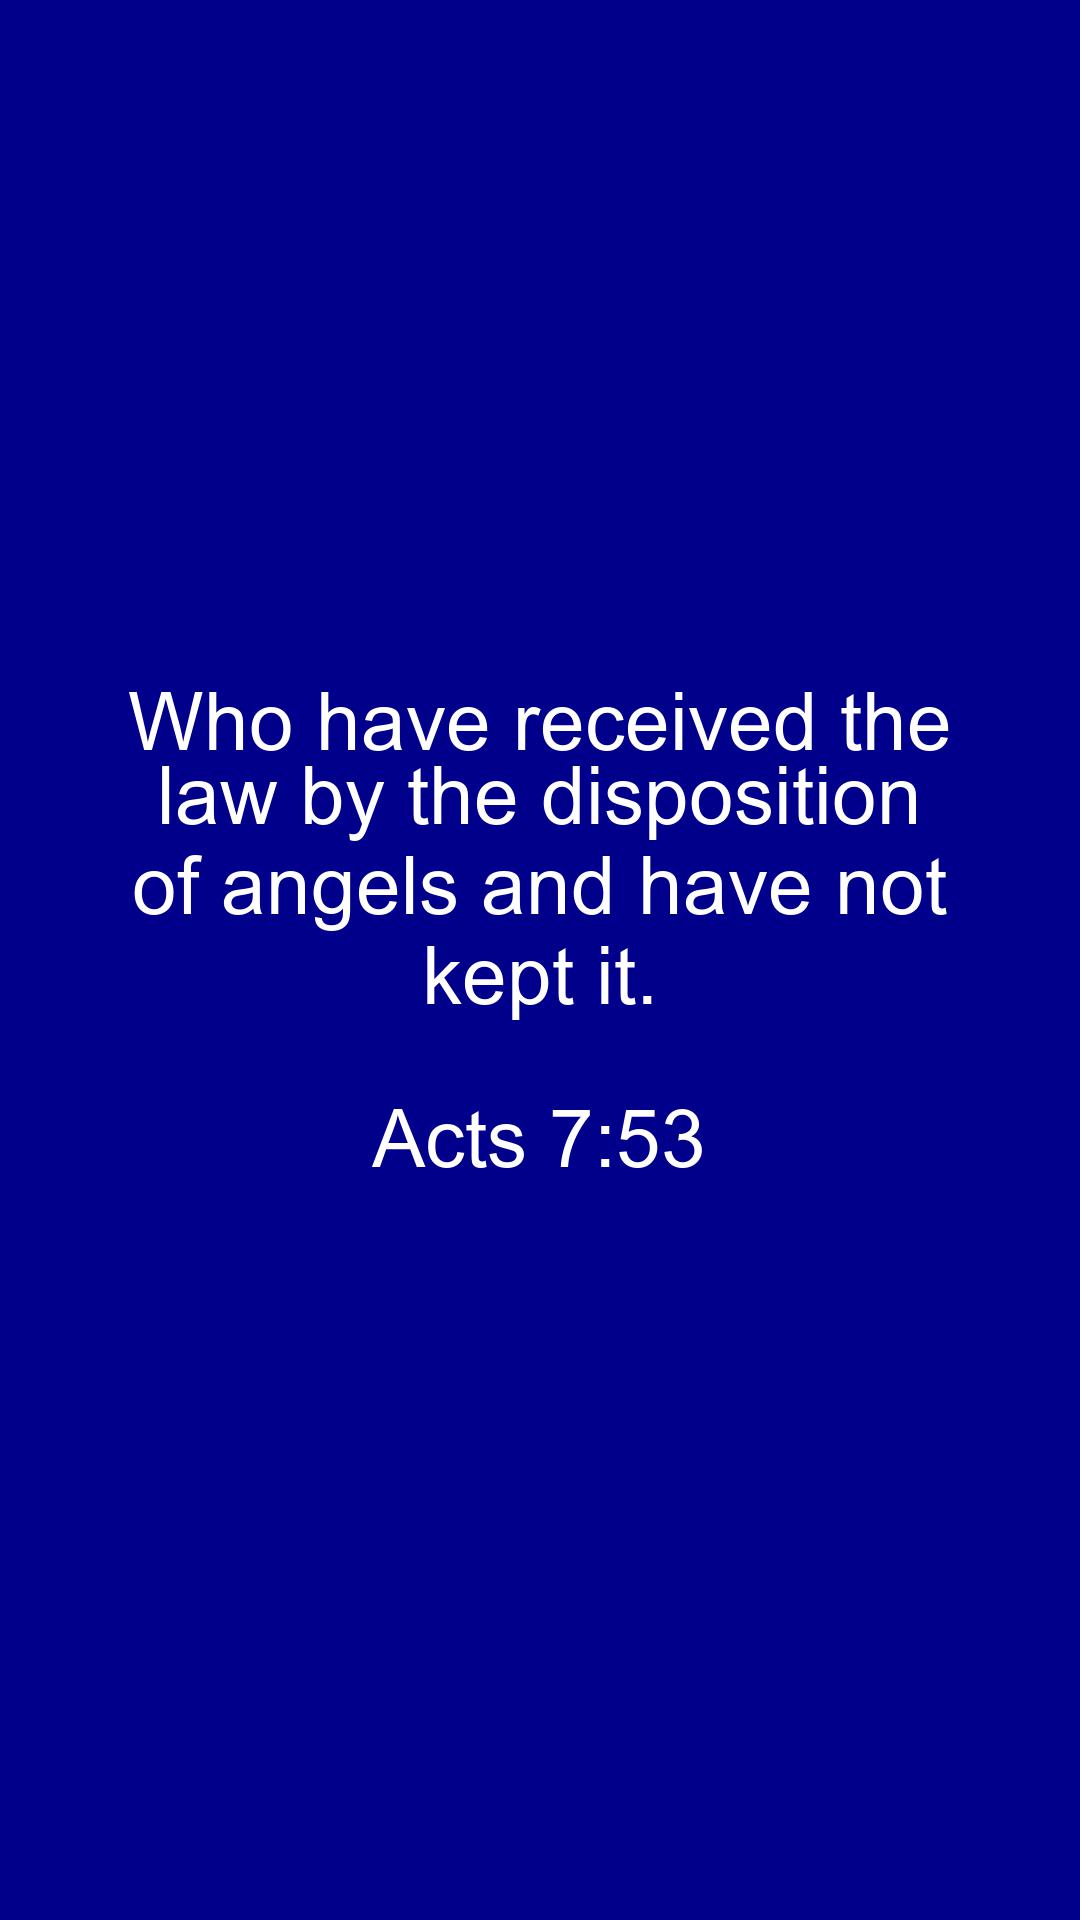 Who have received the
law by the disposition
of angels and have not
kept it.
Acts 7:53